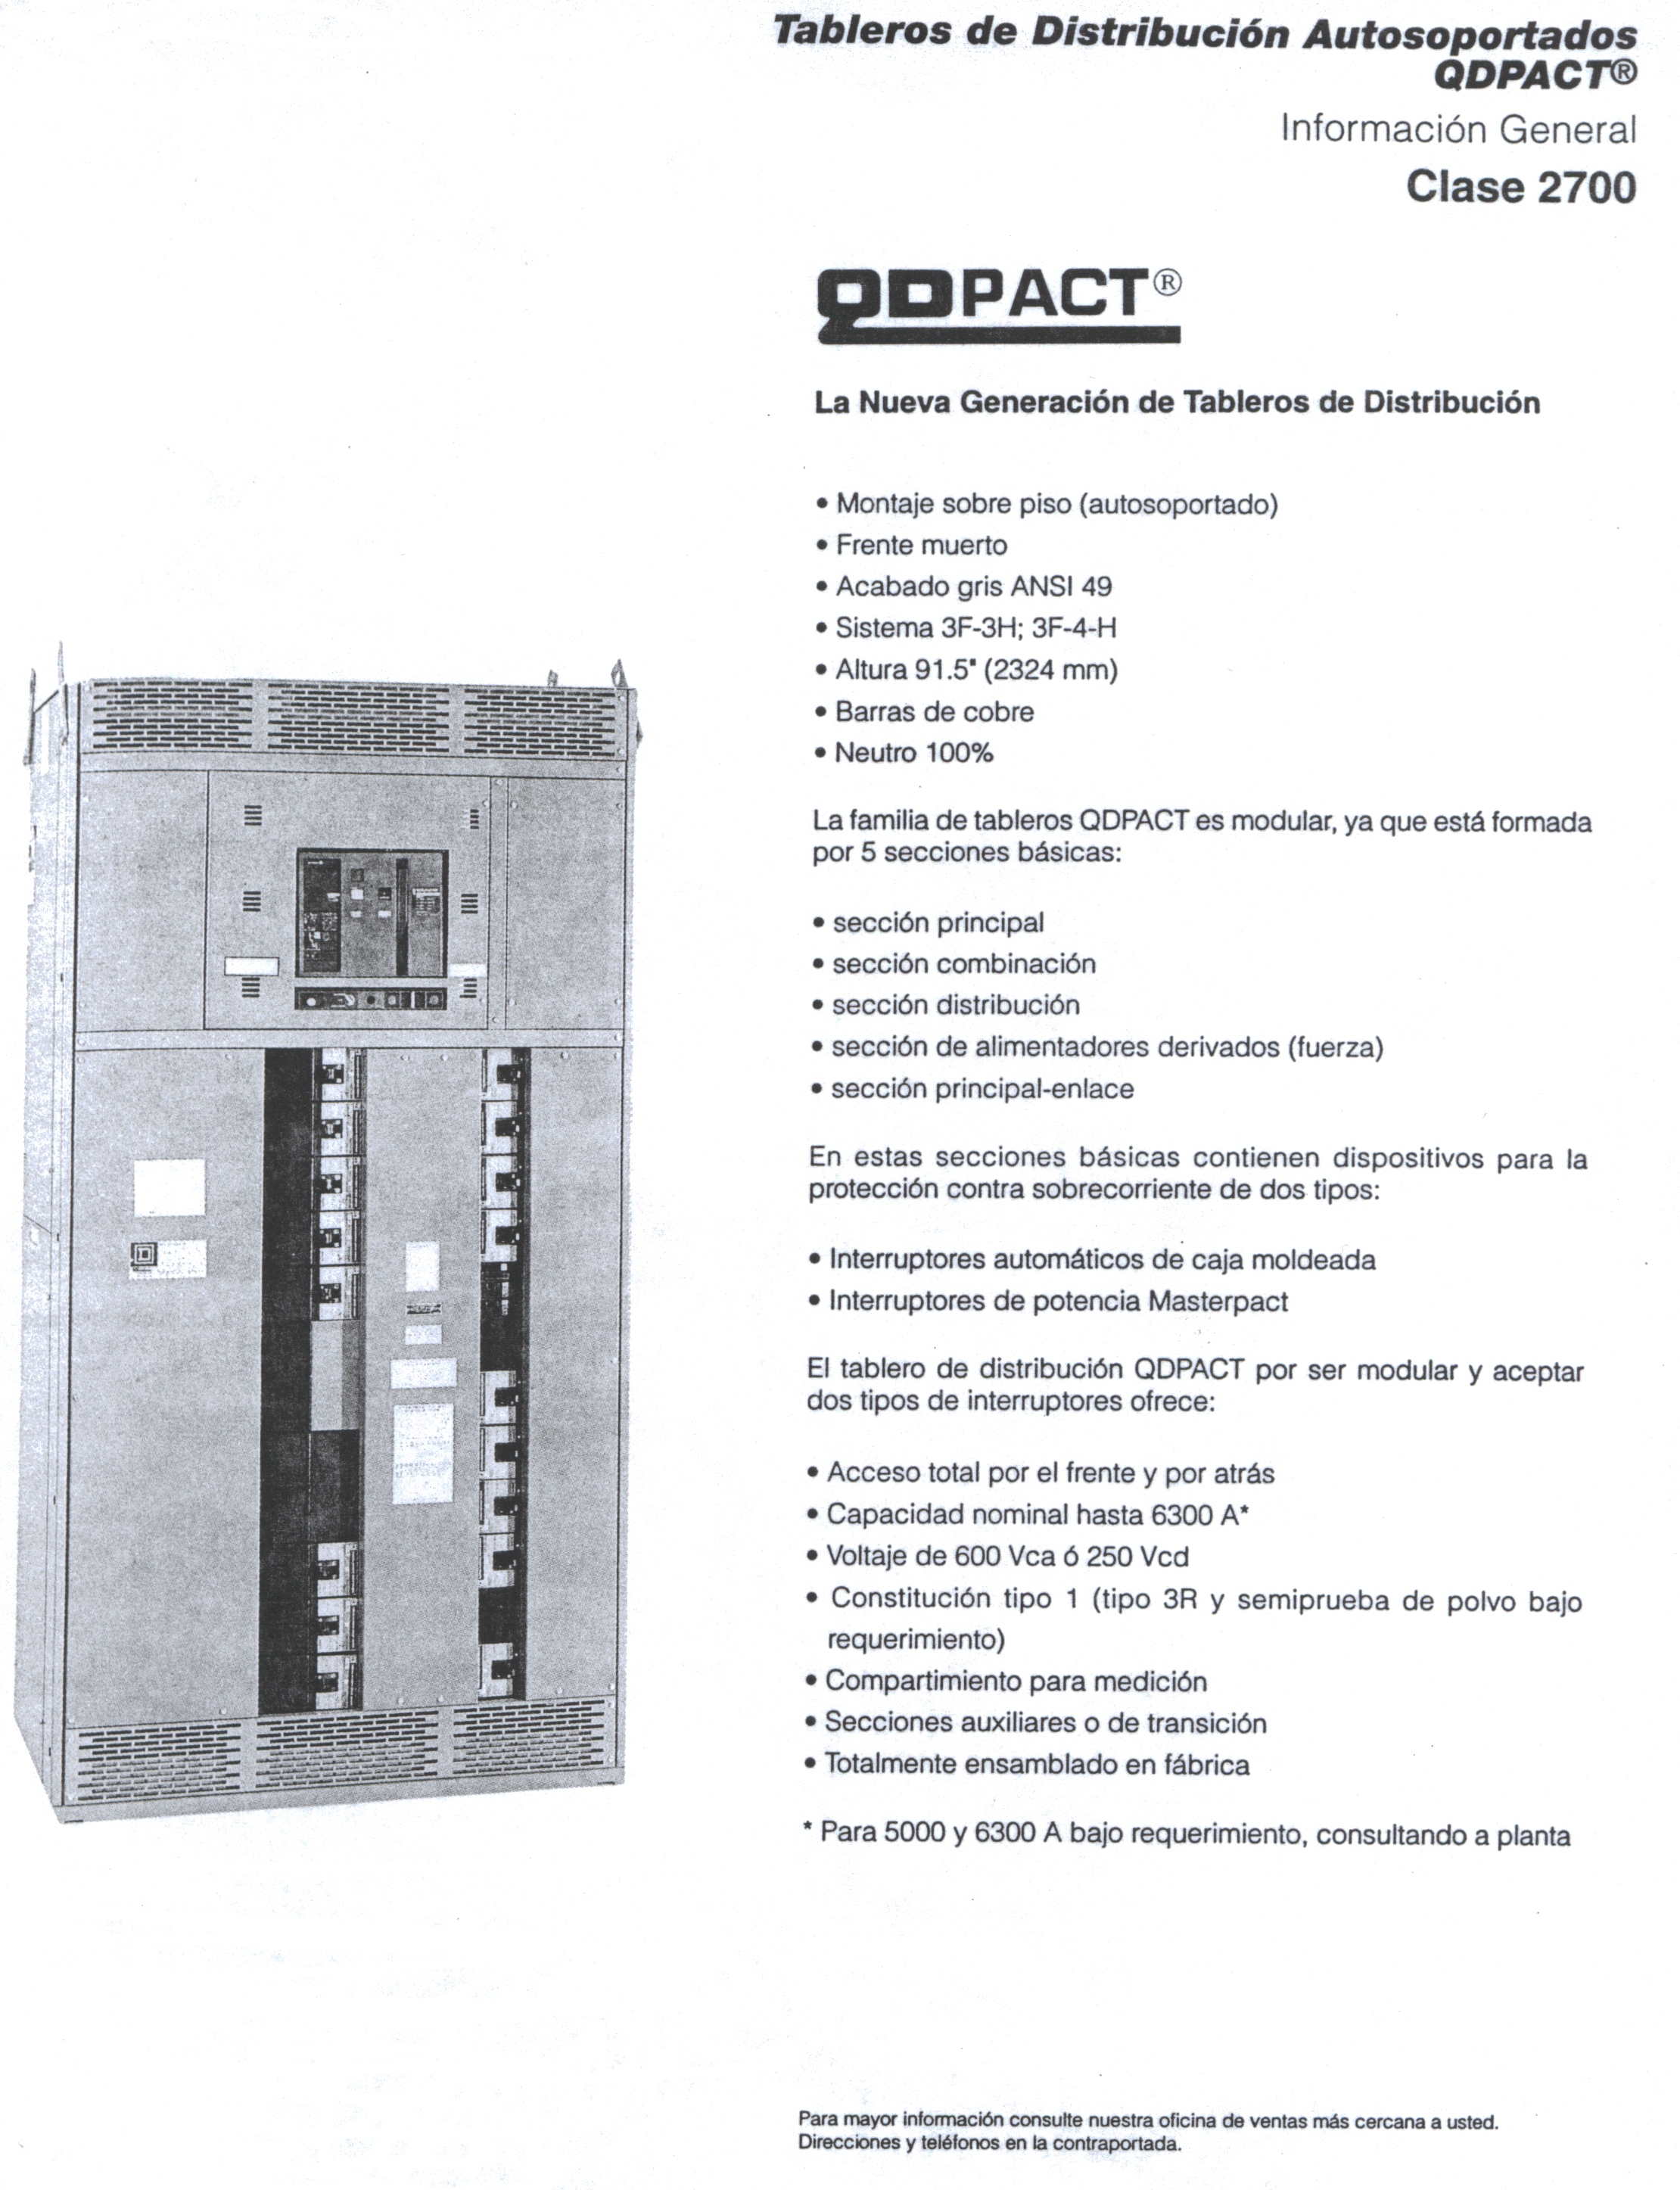 Tableros de Distribución Autosoportados
QDPACT®
Información General
Clase 2700
QDPACT®
La Nueva Generación de Tableros de Distribución
• Montaje sobre piso (autosoportado)
• Frente muerto
• Acabado gris ANSI 49
• Sistema 3F-3H; 3F-4-H
• Altura 91.5" (2324 mm)
• Barras de cobre
• Neutro 100%
La familia de tableros QDPACT es modular, ya que está formada
por 5 secciones básicas:
• sección principal
• sección combinación
• sección distribución
• sección de alimentadores derivados (fuerza)
• sección principal-enlace
En estas secciones básicas contienen dispositivos para la
protección contra sobrecorriente de dos tipos:
• Interruptores automáticos de caja moldeada
• Interruptores de potencia Masterpact
El tablero de distribución QDPACT por ser modular y aceptar
dos tipos de interruptores ofrece:
• Acceso total por el frente y por atrás
• Capacidad nominal hasta 6300 A*
• Voltaje de 600 Vca ó 250 Vcd
• Constitución tipo 1 (tipo 3R y semiprueba de polvo bajo
requerimiento)
• Compartimiento para medición
• Secciones auxiliares o de transición
• Totalmente ensamblado en fábrica
* Para 5000 y 6300 A bajo requerimiento, consultando a planta
Para mayor información consulte nuestra oficina de ventas más cercana a usted.
Direcciones y teléfonos en la contraportada.